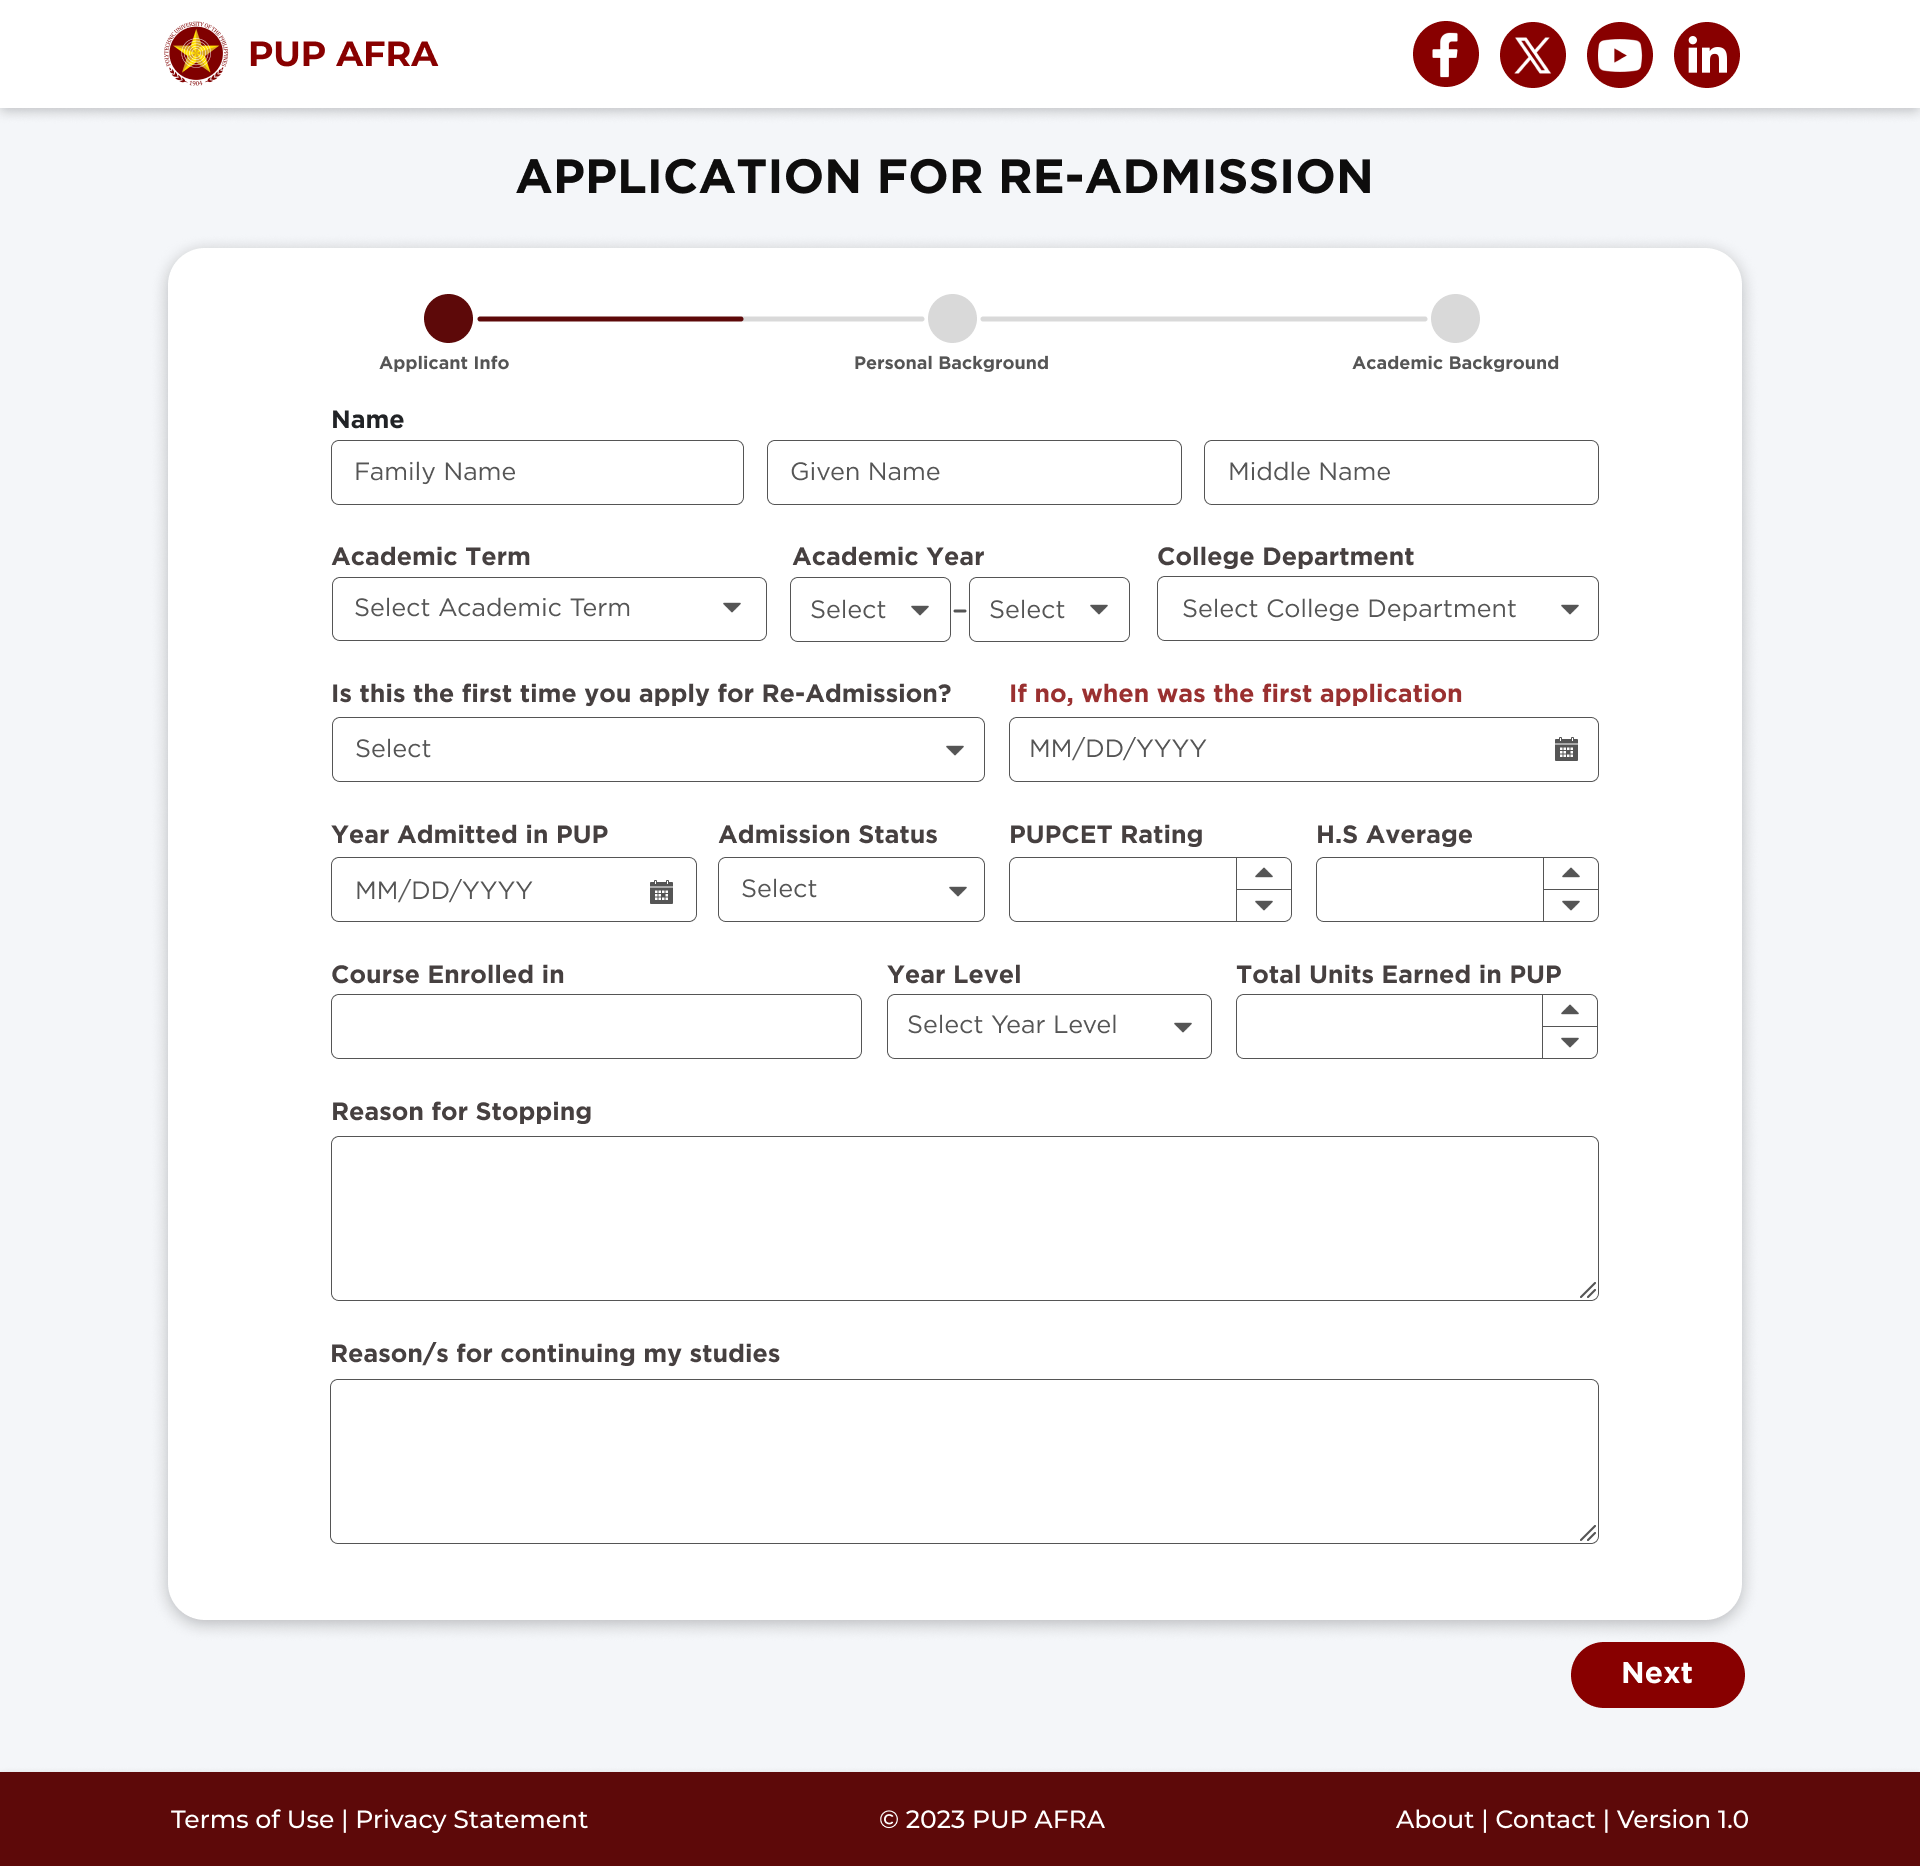 PUP AFRA
APPLICATION FOR RE-ADMISSION
Applicant Info
Personal Background
Academic Background
Name
Family Name
Given Name
Middle Name
Academic Term
Academic Year
College Department
Select Academic Term
Select
–
Select
Select College Department
Is this the first time you apply for Re-Admission?
If no, when was the first application
Select
MM/DD/YYYY
Year Admitted in PUP
Admission Status
PUPCET Rating
H.S Average
MM/DD/YYYY
Select
Course Enrolled in
Year Level
Total Units Earned in PUP
Select Year Level
Reason for Stopping
Reason/s for continuing my studies
Next
Terms of Use | Privacy Statement
© 2023 PUP AFRA
About | Contact | Version 1.0